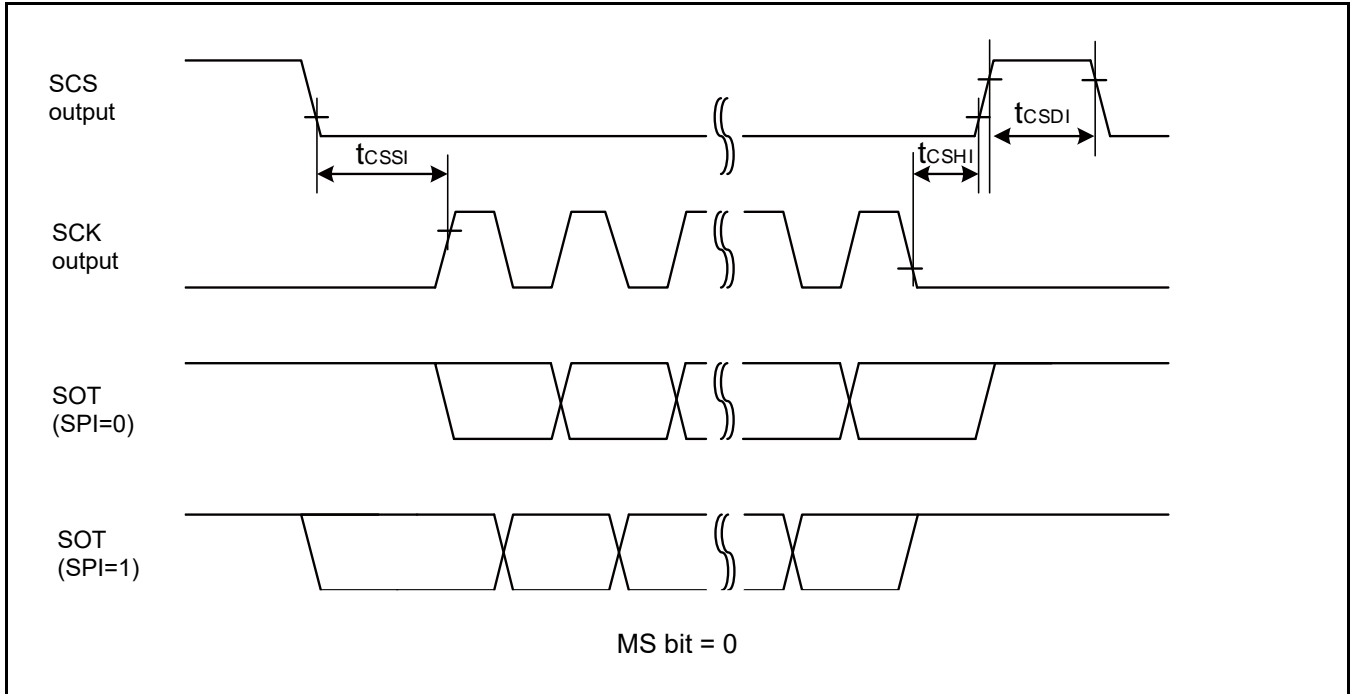 SCS
output
tCSDI
tCSSI
tCSHI
SCK
output
SOT
(SPI=0)
SOT
(SPI=1)
MS bit = 0